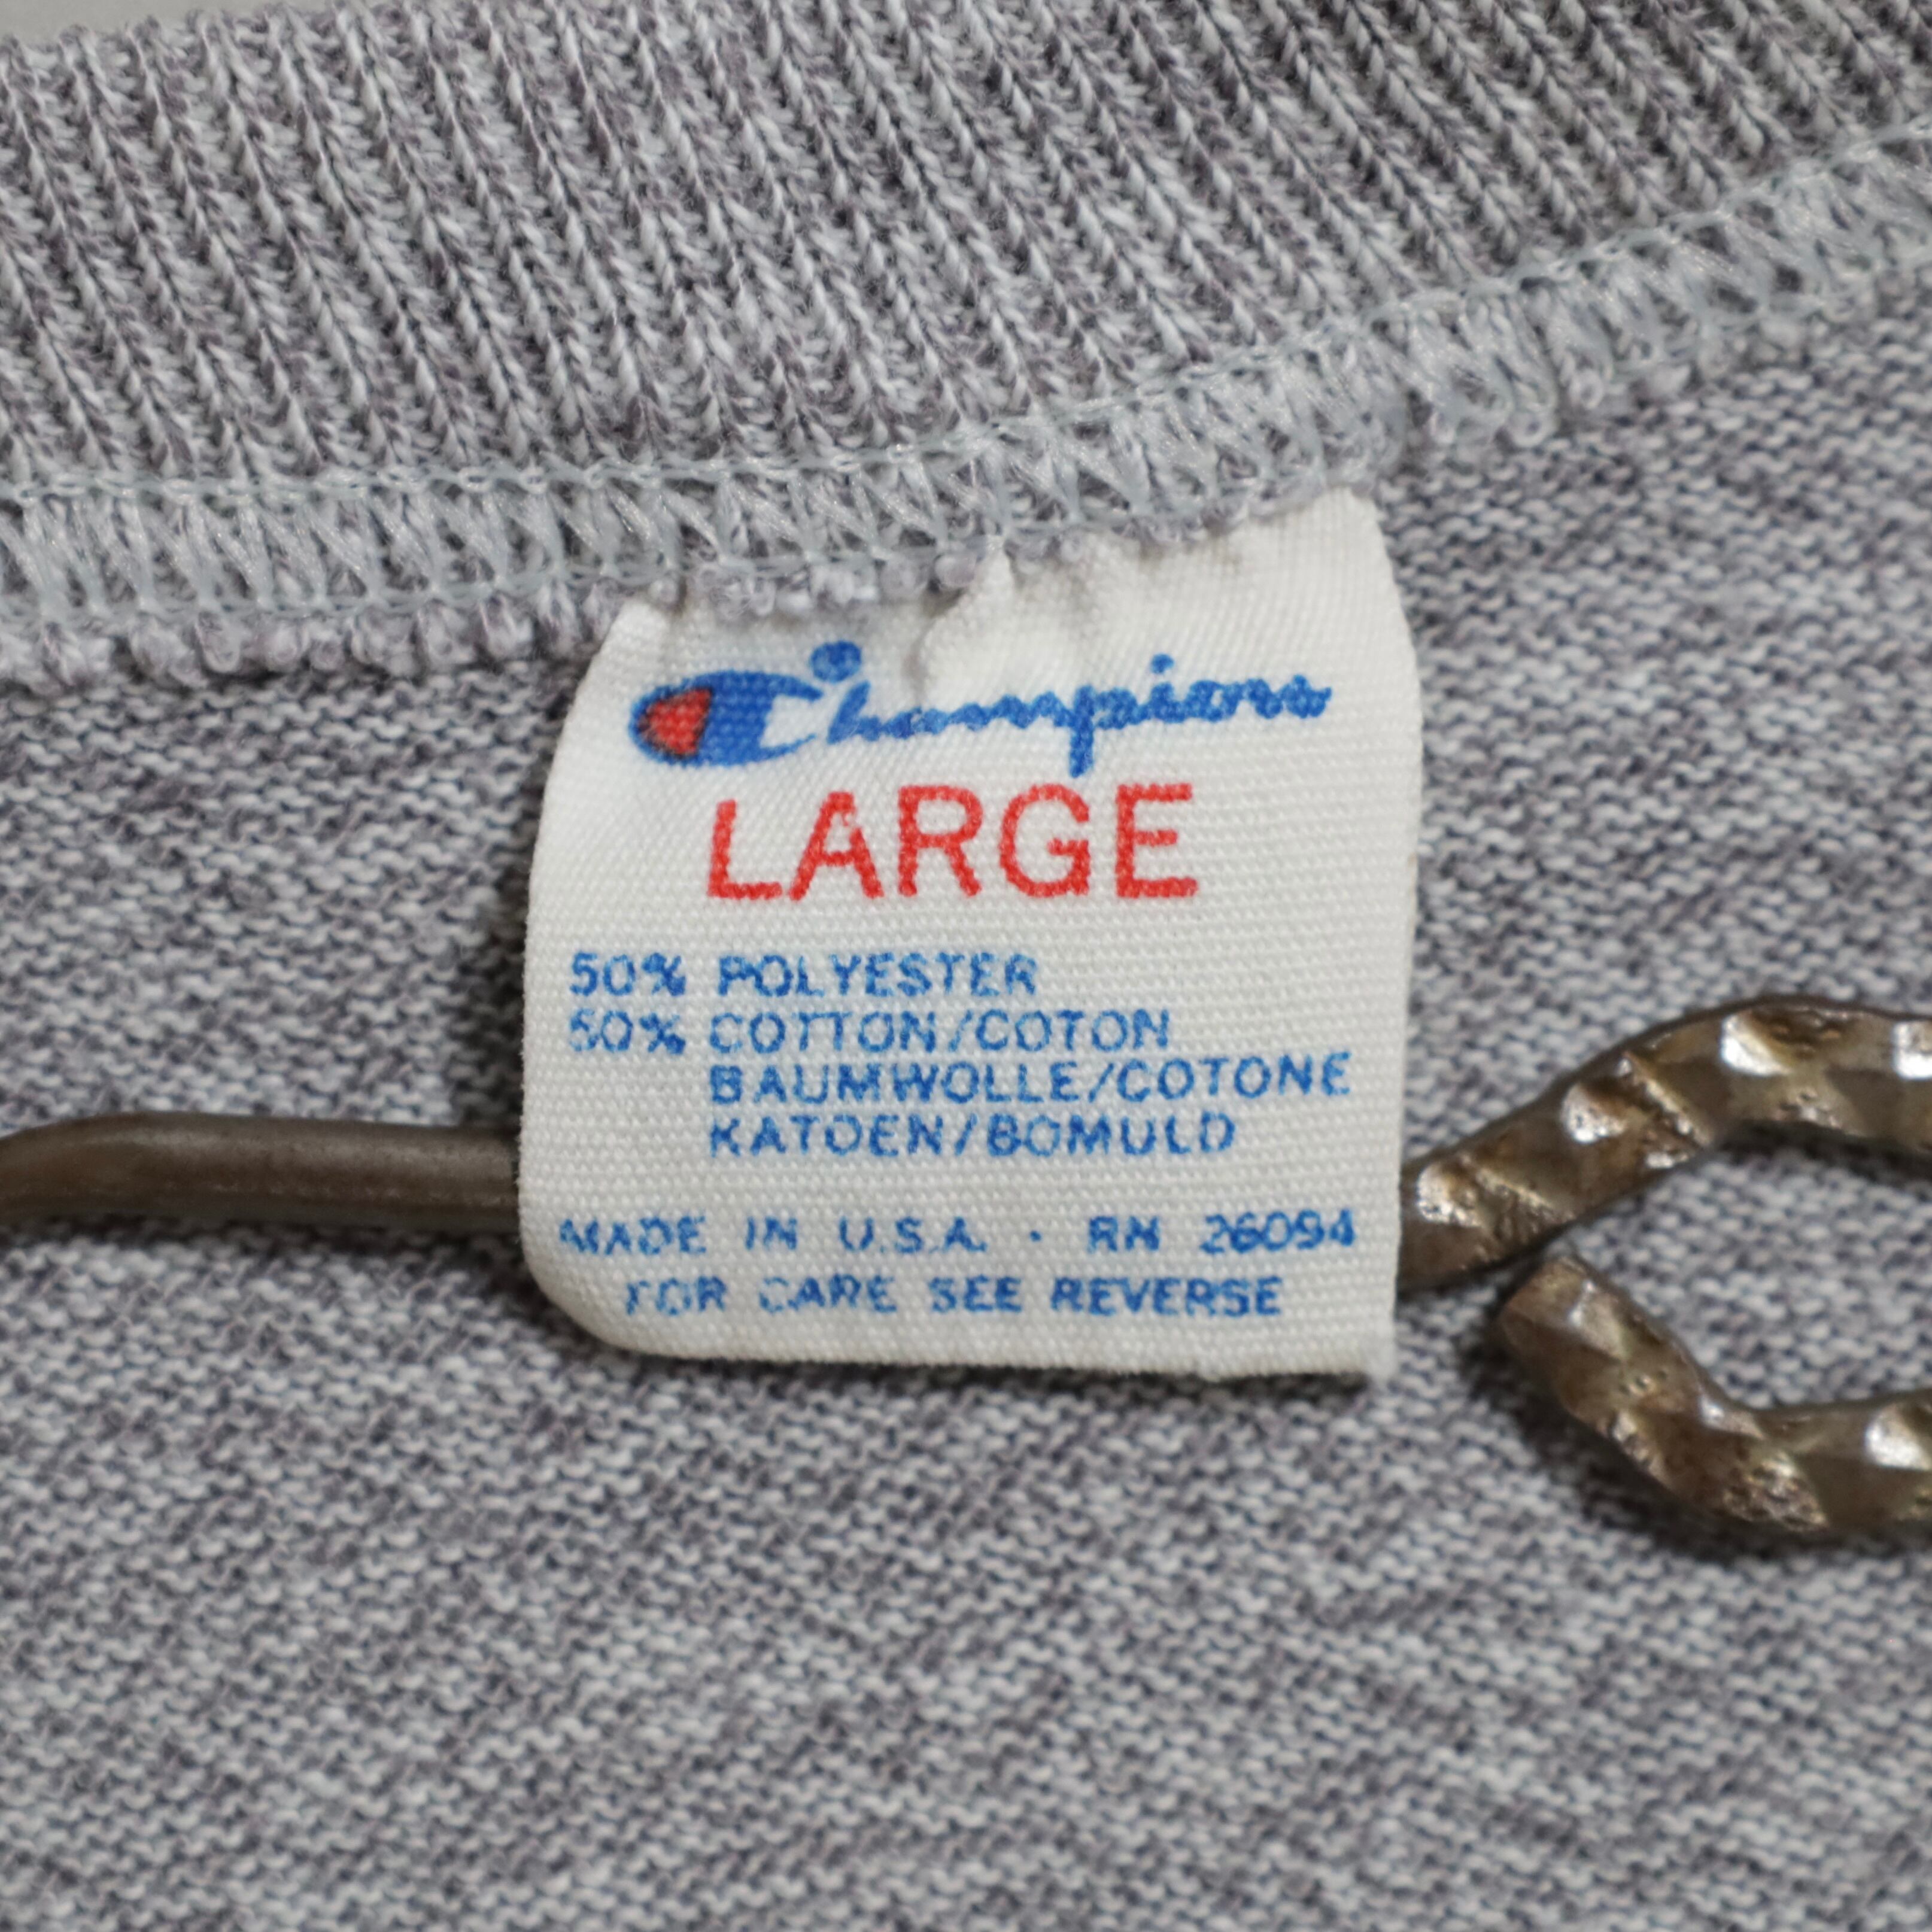 Champion
LARGE
50% POLYESTER
50% COTTON/COTON
BAUMWOLLE/COTONE
KATOEN/BOMULD
MADE IN U.S.A. · RN 26094
FOR CARE SEE REVERSE